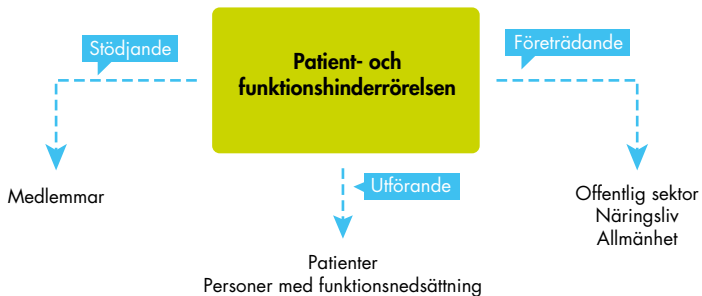 Stödjande
Patient- och
funktionshinderrörelsen
Företrädande
Medlemmar
Utförande
Offentlig sektor
Näringsliv
Allmänhet
Patienter
Personer med funktionsnedsättning